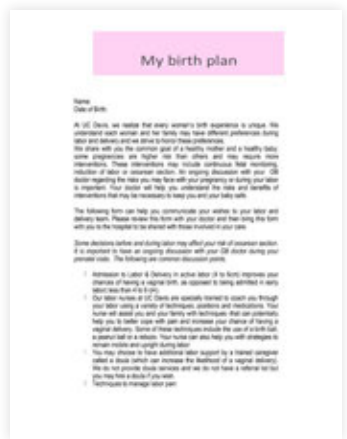 My birth plan
Name
Date of Birth
At UC Davis, we realize that every women's birth experience is unique. We
understand each woman and her family may have different preferences during
labor and delivery and we strive to honor these preferences.
We share with you the common goal of a healthy mother and a healthy baby;
some pregnancies are higher risk than others and may require more
interventions. These interventions may include continuous fetal monitoring,
induction of labor or cesarean section. An ongoing discussion with your OB
doctor regarding the risks you may face with your pregnancy or during your labor
is important. Your doctor will help you understand the risks and benefits of
interventions that may be necessary to keep you and your baby safe.
The following form can help you communicate your wishes to your labor and
delivery team. Please review this form with your doctor and then bring this form
with you to the hospital to be shared with those involved in your care.
Some decisions before and during labor may affect your risk of cesarean section.
It is important to have an ongoing discussion with your OB doctor during your
prenatal visits. The following are common discussion points.
Admission to Labor & Delivery in active labor (4 to 6cm) improves your
chances of having a vaginal birth, as opposed to being admitted in early
labor( less than 4 to 6 cm).
Our labor nurses at UC Davis are specially trained to coach you through
your labor using a variety of techniques, positions and medications. Your
nurse will assist you and your family with techniques that can potentially
help you to better cope with pain and increase your chance of having a
vaginal delivery. Some of these techniques include the use of a birth ball,
a peanut ball or a rebozo. Your nurse can also help you with strategies to
remain mobile and upright during labor.
You may choose to have additional labor support by a trained caregiver
called a doula (which can increase the likelihood of a vaginal delivery).
We do not provide doula services and we do not have a referral list but
you may hire a doula if you wish.
Techniques to manage labor pain